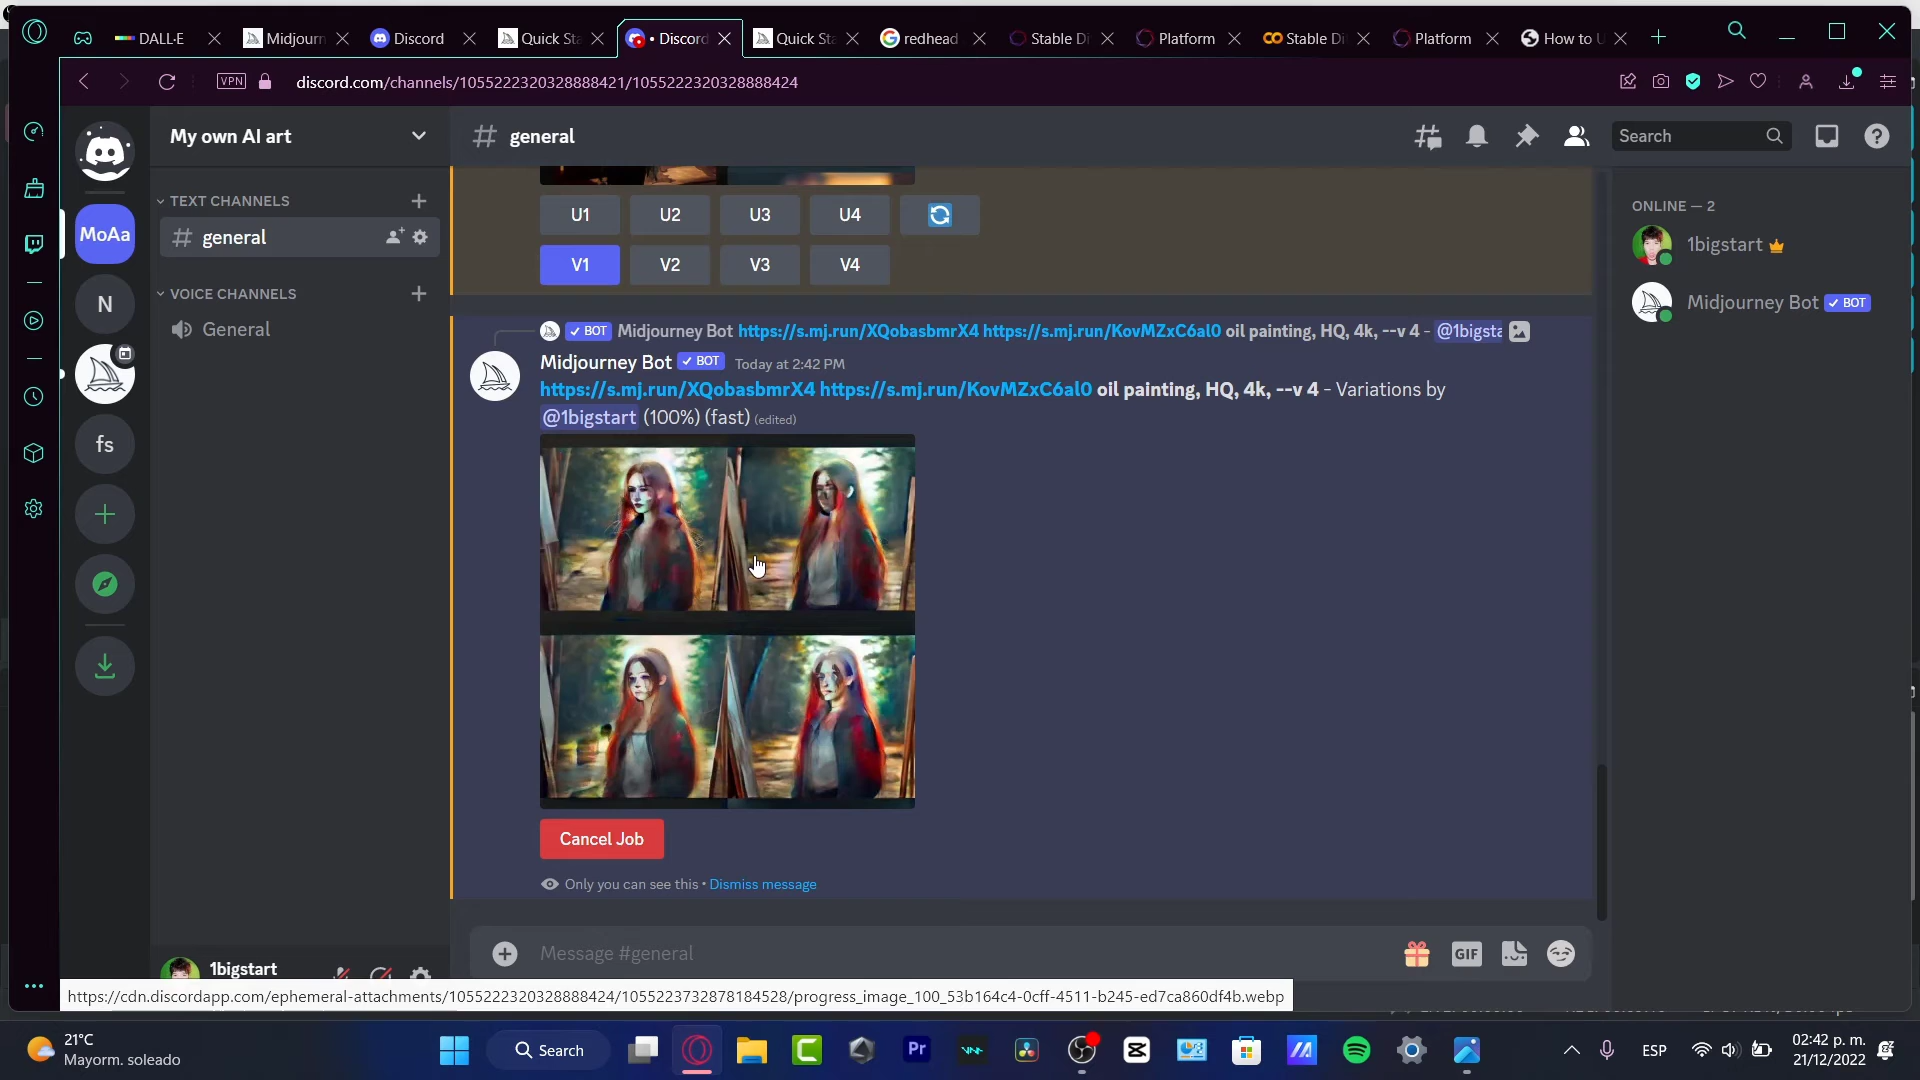 DALL·E
Midjourn
Discord
Quick Sta
• Discord
Quick Sta
redhead
Stable Di
Platform
Stable Di
Platform
How to U
VPN
discord.com/channels/1055222320328888421/1055222320328888424
My own AI art
general
Search
TEXT CHANNELS
general
VOICE CHANNELS
General
MoAa
N
fs
U1 U2 U3 U4
V1 V2 V3 V4
BOT Midjourney Bot https://s.mj.run/XQobasbmrX4 https://s.mj.run/KovMZxC6al0 oil painting, HQ, 4k, --v 4 - @1bigsta
Midjourney Bot BOT Today at 2:42 PM
https://s.mj.run/XQobasbmrX4 https://s.mj.run/KovMZxC6al0 oil painting, HQ, 4k, --v 4 - Variations by
@1bigstart (100%) (fast) (edited)
Cancel Job
Only you can see this • Dismiss message
Message #general
GIF
ONLINE — 2
1bigstart
Midjourney Bot BOT
1bigstart
https://cdn.discordapp.com/ephemeral-attachments/1055222320328888424/1055223732878184528/progress_image_100_53b164c4-0cff-4511-b245-ed7ca860df4b.webp
21°C
Mayorm. soleado
Search
Pr
ESP
02:42 p. m.
21/12/2022